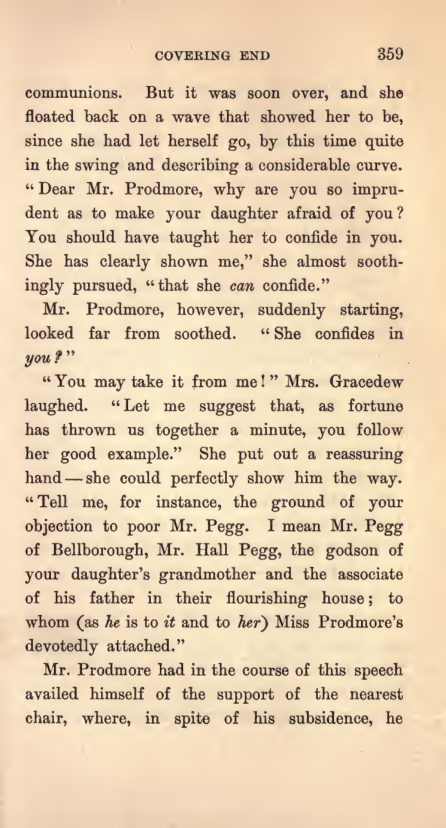 COVERING END 359
communions. But it was soon over, and she
floated back on a wave that showed her to be,
since she had let herself go, by this time quite
in the swing and describing a considerable curve.
“Dear Mr. Prodmore, why are you so impru-
dent as to make your daughter afraid of you?
You should have taught her to confide in you.
She has clearly shown me,” she almost sooth-
ingly pursued, “that she can confide.”
Mr. Prodmore, however, suddenly starting,
looked far from soothed. “She confides in
you?”
“You may take it from me!” Mrs. Gracedew
laughed. “Let me suggest that, as fortune
has thrown us together a minute, you follow
her good example.” She put out a reassuring
hand—she could perfectly show him the way.
“Tell me, for instance, the ground of your
objection to poor Mr. Pegg. I mean Mr. Pegg
of Bellborough, Mr. Hall Pegg, the godson of
your daughter’s grandmother and the associate
of his father in their flourishing house; to
whom (as he is to it and to her) Miss Prodmore’s
devotedly attached.”
Mr. Prodmore had in the course of this speech
availed himself of the support of the nearest
chair, where, in spite of his subsidence, he